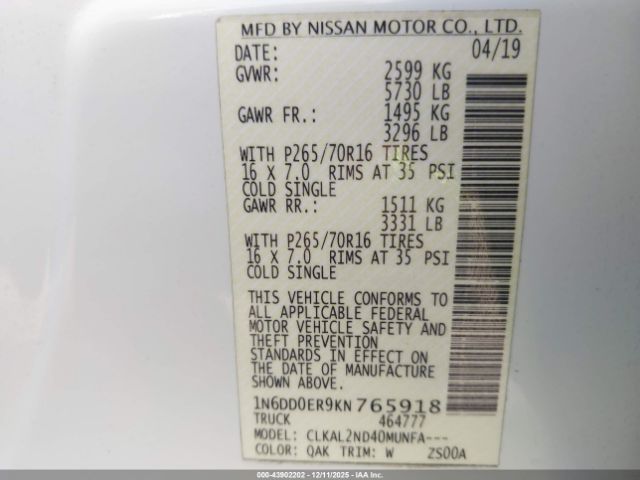 MFD BY NISSAN MOTOR CO., LTD.
DATE: 04/19
GVWR: 2599 KG
5730 LB
GAWR FR.: 1495 KG
3296 LB
WITH P265/70R16 TIRES
16 X 7.0 RIMS AT 35 PSI
COLD SINGLE
GAWR RR.: 1511 KG
3331 LB
WITH P265/70R16 TIRES
16 X 7.0 RIMS AT 35 PSI
COLD SINGLE
THIS VEHICLE CONFORMS TO
ALL APPLICABLE FEDERAL
MOTOR VEHICLE SAFETY AND
THEFT PREVENTION
STANDARDS IN EFFECT ON
THE DATE OF MANUFACTURE
SHOWN ABOVE.
1N6DD0ER9KN765918
TRUCK 464777
MODEL: CLKAL2ND40MUNFA---
COLOR: QAK TRIM: W ZS00A
© 000-43902202 - 12/11/2025 - IAAI.COM